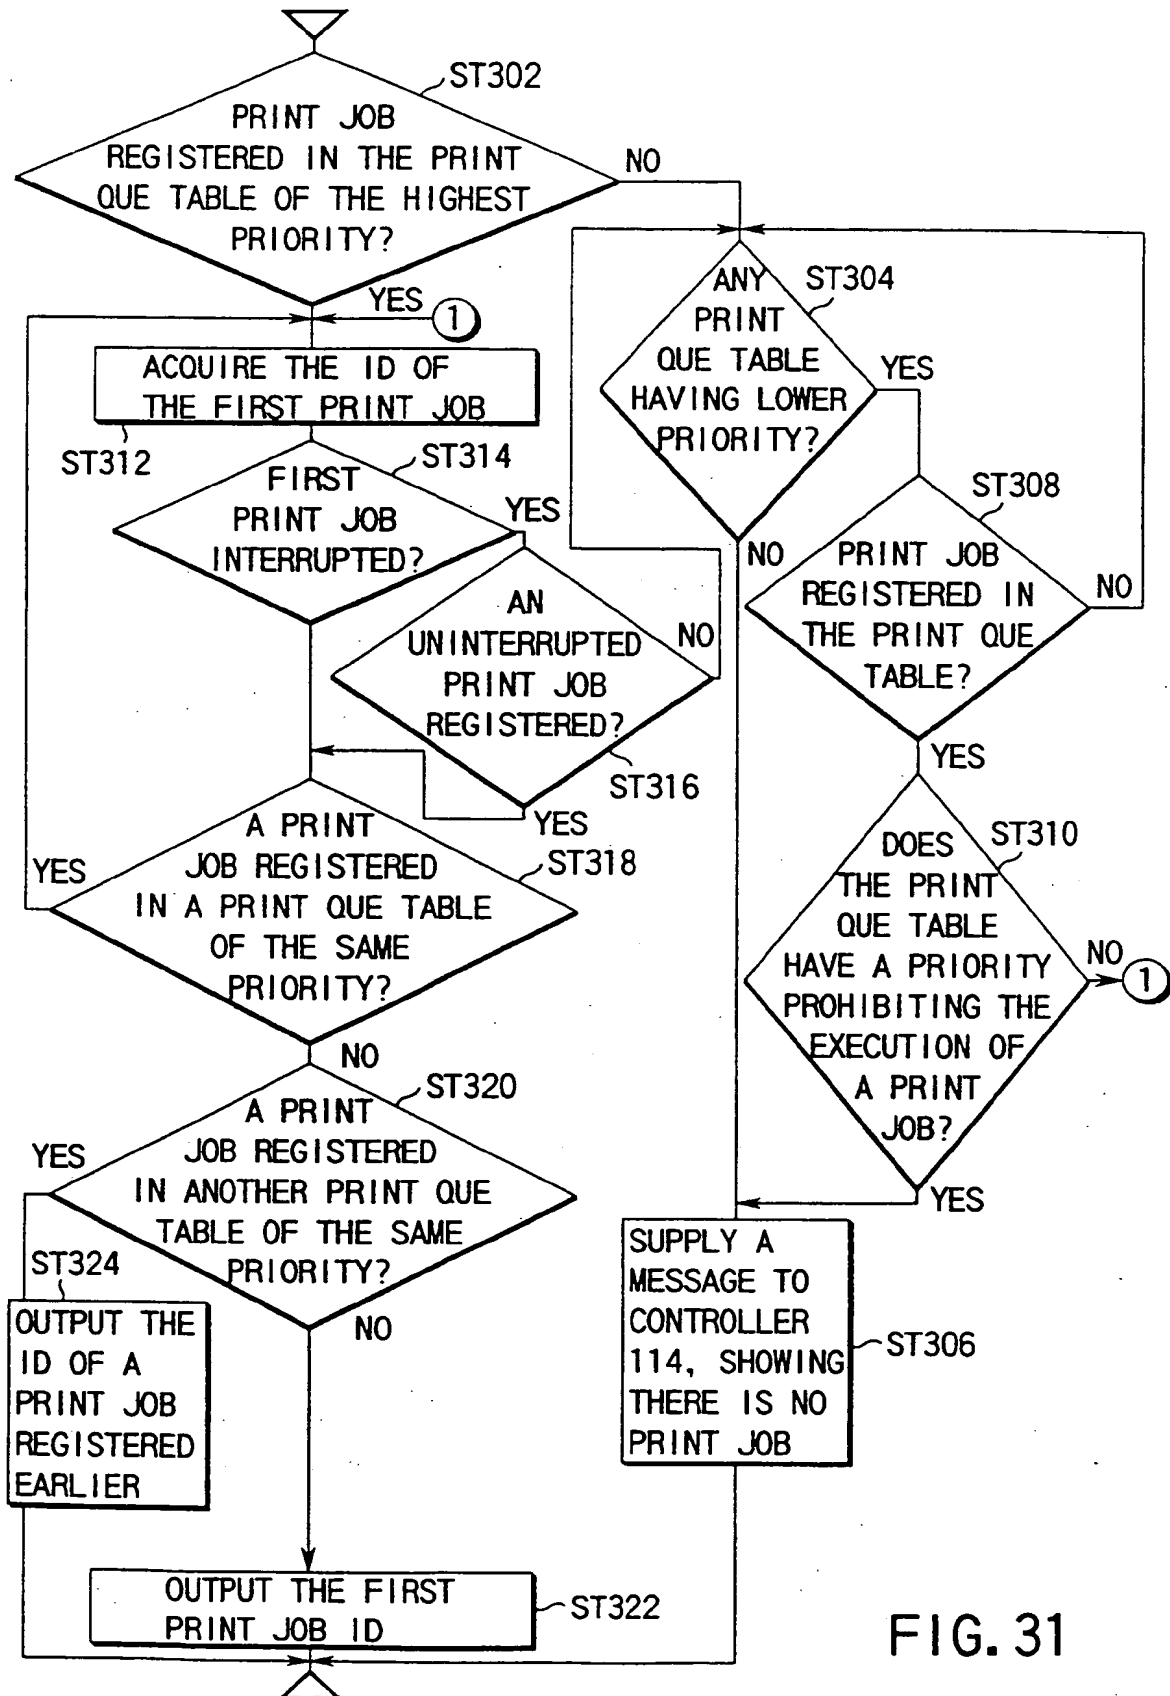 ST302
PRINT JOB
REGISTERED IN THE PRINT
QUE TABLE OF THE HIGHEST
PRIORITY?
NO
YES
1
ACQUIRE THE ID OF
THE FIRST PRINT JOB
ST312
ST314
FIRST
PRINT JOB
INTERRUPTED?
YES
AN
UNINTERRUPTED
PRINT JOB
REGISTERED?
NO
ST316
YES
ST304
ANY
PRINT
QUE TABLE
HAVING LOWER
PRIORITY?
YES
NO
ST308
PRINT JOB
REGISTERED IN
THE PRINT QUE
TABLE?
NO
YES
ST310
DOES
THE PRINT
QUE TABLE
HAVE A PRIORITY
PROHIBITING THE
EXECUTION OF
A PRINT
JOB?
NO
1
YES
A PRINT
JOB REGISTERED
IN A PRINT QUE TABLE
OF THE SAME
PRIORITY?
ST318
YES
NO
ST320
A PRINT
JOB REGISTERED
IN ANOTHER PRINT QUE
TABLE OF THE SAME
PRIORITY?
YES
NO
ST324
OUTPUT THE
ID OF A
PRINT JOB
REGISTERED
EARLIER
SUPPLY A
MESSAGE TO
CONTROLLER
114, SHOWING
THERE IS NO
PRINT JOB
ST306
OUTPUT THE FIRST
PRINT JOB ID
ST322
FIG. 31